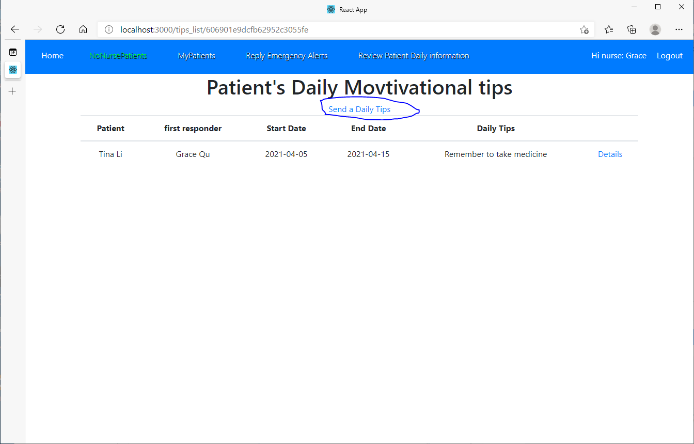 React App
localhost:3000/tips_list/606901e9dcfb62952c3055fe
Home NoNursePatients MyPatients Reply Emergency Alerts Review Patient Daily information Hi nurse: Grace Logout
Patient's Daily Movtivational tips
Send a Daily Tips
Patient first responder Start Date End Date Daily Tips
Tina Li Grace Qu 2021-04-05 2021-04-15 Remember to take medicine Details